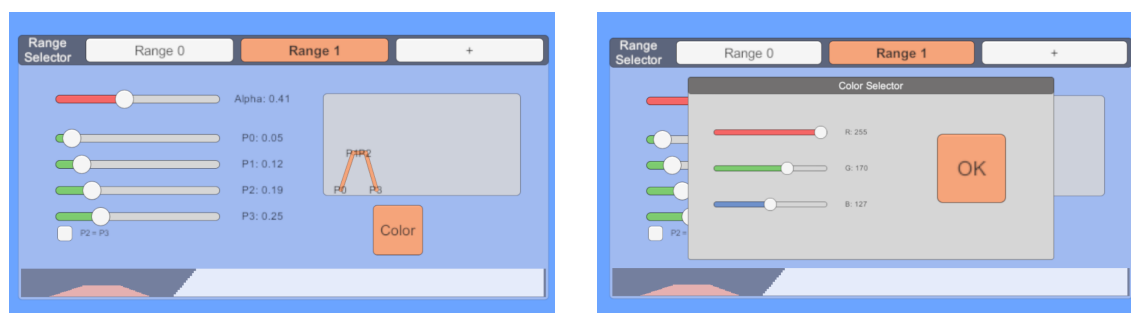 Range Selector
Range 0
Range 1
+
Alpha: 0.41
P0: 0.05
P1: 0.12
P2: 0.19
P3: 0.25
P2 = P3
P1P2
P0
P3
Color
Range Selector
Range 0
Range 1
+
Color Selector
R: 255
G: 170
B: 127
OK
P2=